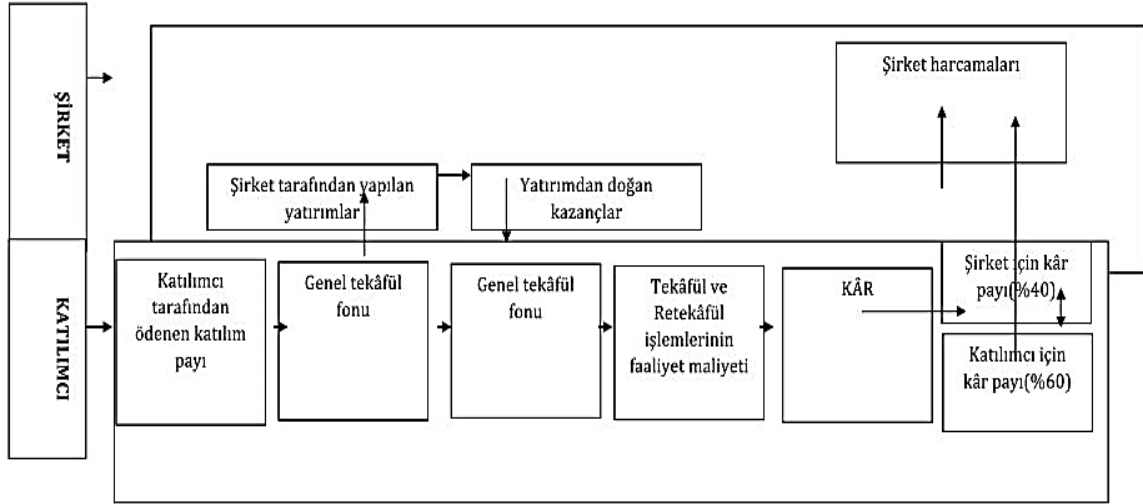 ŞİRKET
Şirket harcamaları
Şirket tarafından yapılan
yatırımlar
Yatırımdan doğan
kazançlar
KATILIMCI
Katılımcı
tarafından
ödenen katılım
payı
Genel tekâfül
fonu
Genel tekâfül
fonu
Tekâfül ve
Retekâfül
işlemlerinin
faaliyet maliyeti
KÂR
Şirket için kâr
payı(%40)
Katılımcı için
kâr payı(%60)